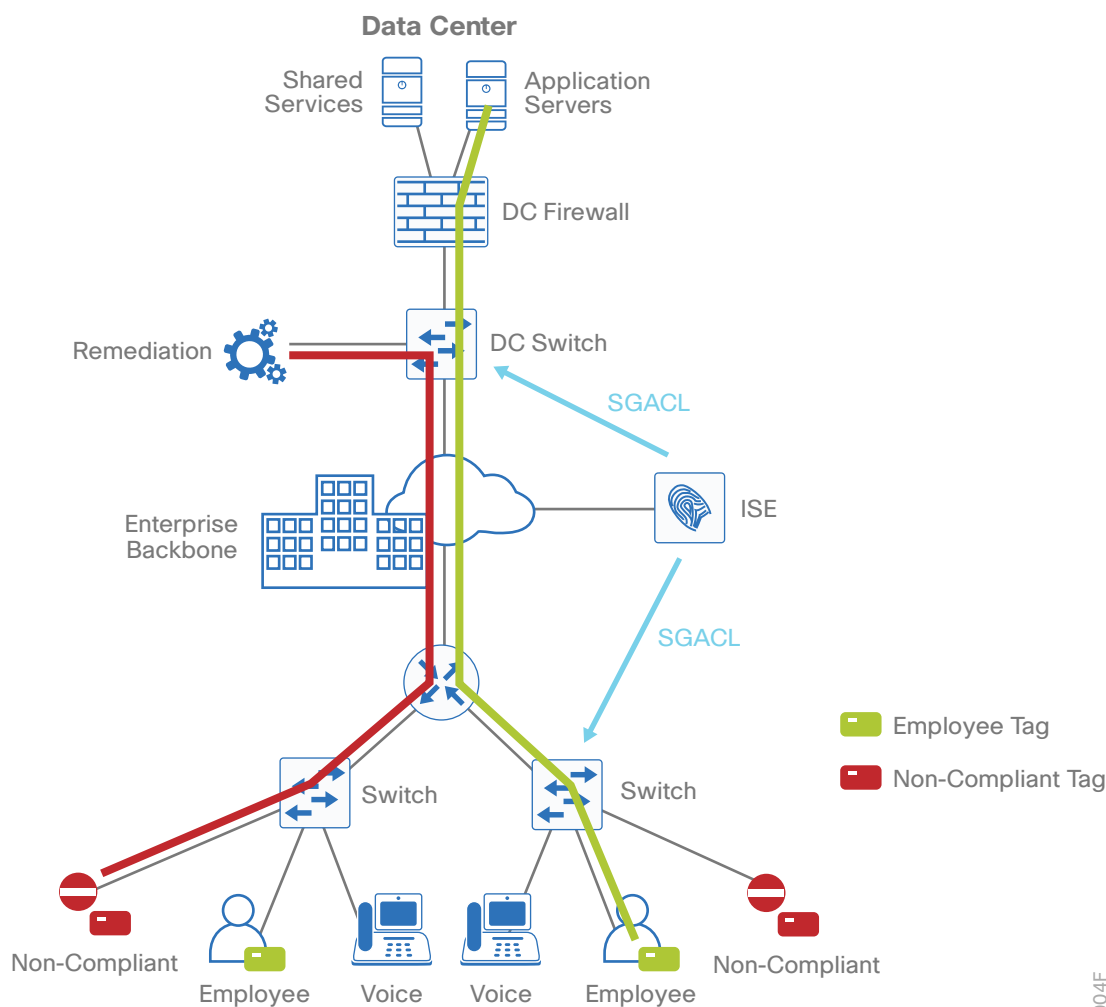 Data Center
Shared
Services
Application
Servers
DC Firewall
Remediation
DC Switch
SGACL
Enterprise
Backbone
ISE
SGACL
Employee Tag
Non-Compliant Tag
Switch
Switch
Non-Compliant
Employee
Voice
Voice
Employee
Non-Compliant